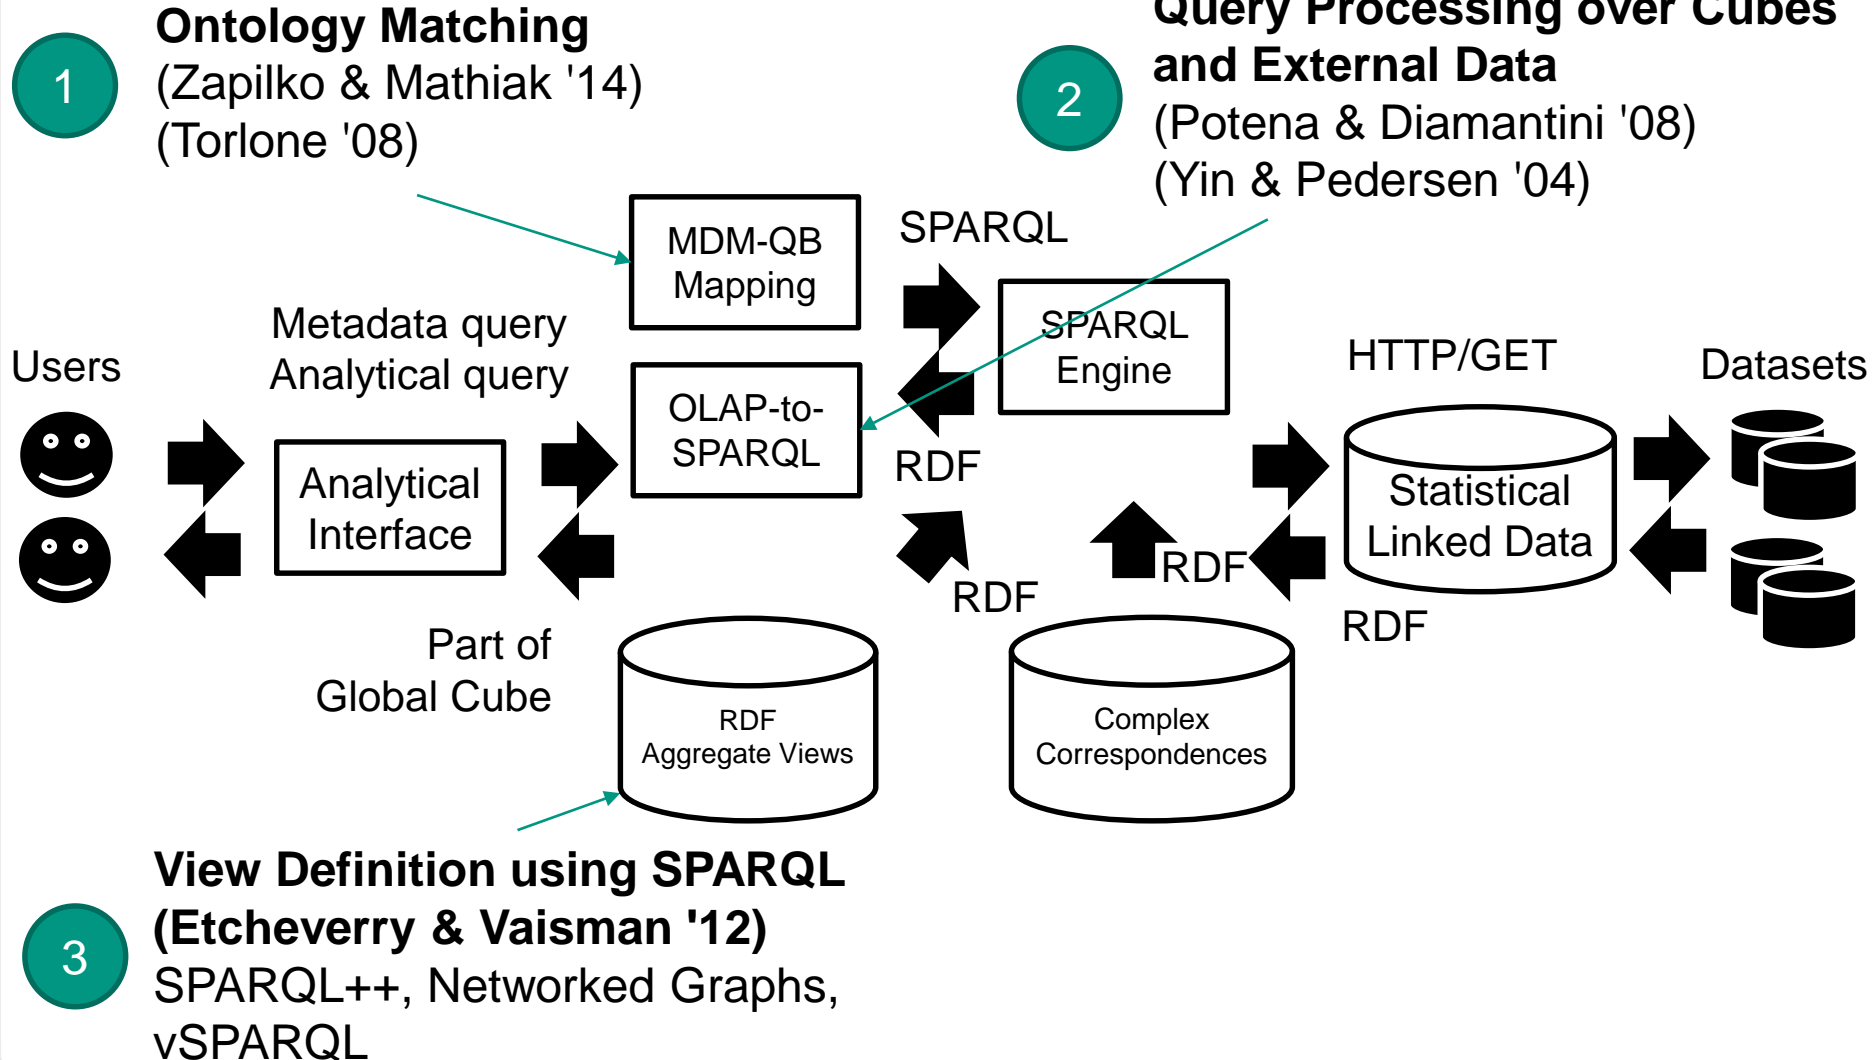 1
Ontology Matching
(Zapilko & Mathiak '14)
(Torlone '08)
2
Query Processing over Cubes
and External Data
(Potena & Diamantini '08)
(Yin & Pedersen '04)
MDM-QB
Mapping
SPARQL
SPARQL
Engine
Metadata query
Analytical query
Users
OLAP-to-
SPARQL
RDF
HTTP/GET
Datasets
Analytical
Interface
Statistical
Linked Data
RDF
RDF
RDF
Part of
Global Cube
RDF
Aggregate Views
Complex
Correspondences
3
View Definition using SPARQL
(Etcheverry & Vaisman '12)
SPARQL++, Networked Graphs,
vSPARQL